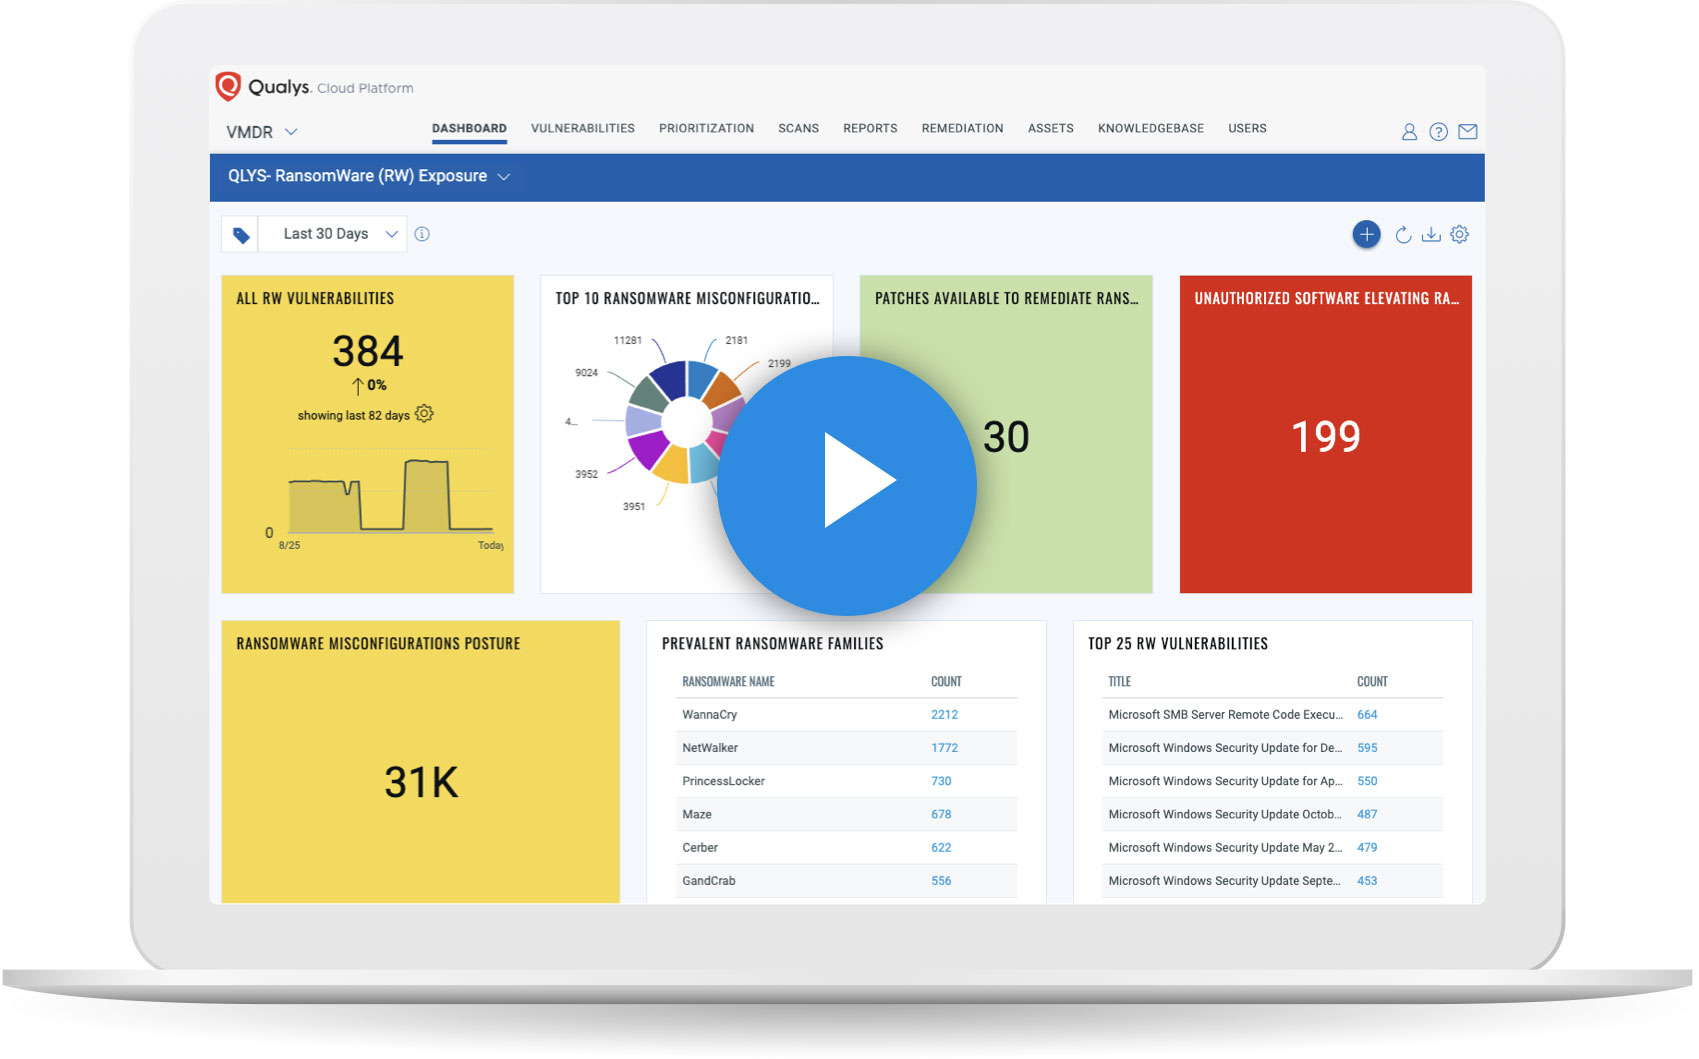 Qualys. Cloud Platform
VMDR
DASHBOARD VULNERABILITIES PRIORITIZATION SCANS REPORTS REMEDIATION ASSETS KNOWLEDGEBASE USERS
QLYS- RansomWare (RW) Exposure
Last 30 Days
ALL RW VULNERABILITIES
384
↑0%
showing last 82 days
0
8/25 Today
TOP 10 RANSOMWARE MISCONFIGURATIO...
11281
2181
2199
9024
4...
3952
3951
PATCHES AVAILABLE TO REMEDIATE RANS...
30
UNAUTHORIZED SOFTWARE ELEVATING RA...
199
RANSOMWARE MISCONFIGURATIONS POSTURE
31K
PREVALENT RANSOMWARE FAMILIES
RANSOMWARE NAME COUNT
WannaCry 2212
NetWalker 1772
PrincessLocker 730
Maze 678
Cerber 622
GandCrab 556
TOP 25 RW VULNERABILITIES
TITLE COUNT
Microsoft SMB Server Remote Code Execu... 664
Microsoft Windows Security Update for De... 595
Microsoft Windows Security Update for Ap... 550
Microsoft Windows Security Update Octob... 487
Microsoft Windows Security Update May 2... 479
Microsoft Windows Security Update Septe... 453